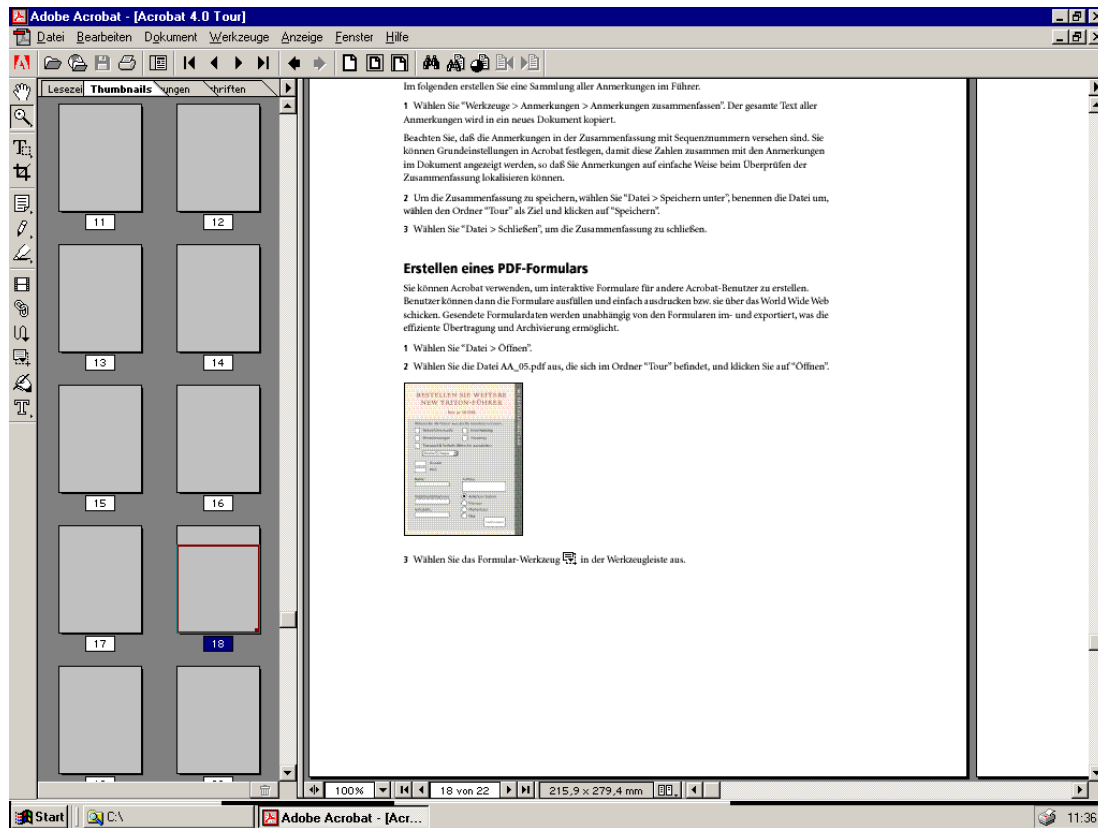 Adobe Acrobat - [Acrobat 4.0 Tour]
Datei Bearbeiten Dokument Werkzeuge Anzeige Fenster Hilfe
Lesezei Thumbnails ungen hriften
Im folgenden erstellen Sie eine Sammlung aller Anmerkungen im Führer.
1 Wählen Sie "Werkzeuge > Anmerkungen > Anmerkungen zusammenfassen". Der gesamte Text aller
Anmerkungen wird in ein neues Dokument kopiert.
Beachten Sie, daß die Anmerkungen in der Zusammenfassung mit Sequenznummern versehen sind. Sie
können Grundeinstellungen in Acrobat festlegen, damit diese Zahlen zusammen mit den Anmerkungen
im Dokument angezeigt werden, so daß Sie Anmerkungen auf einfache Weise beim Überprüfen der
Zusammenfassung lokalisieren können.
2 Um die Zusammenfassung zu speichern, wählen Sie "Datei > Speichern unter", benennen die Datei um,
wählen den Ordner "Tour" als Ziel und klicken auf "Speichern".
3 Wählen Sie "Datei > Schließen", um die Zusammenfassung zu schließen.
Erstellen eines PDF-Formulars
Sie können Acrobat verwenden, um interaktive Formulare für andere Acrobat-Benutzer zu erstellen.
Benutzer können dann die Formulare ausfüllen und einfach ausdrucken bzw. sie über das World Wide Web
schicken. Gesendete Formulardaten werden unabhängig von den Formularen im- und exportiert, was die
effiziente Übertragung und Archivierung ermöglicht.
1 Wählen Sie "Datei > Öffnen".
2 Wählen Sie die Datei AA_05.pdf aus, die sich im Ordner "Tour" befindet, und klicken Sie auf "Öffnen".
BESTELLEN SIE WEITERE
NEW TRITON-FÜHRER
3 Wählen Sie das Formular-Werkzeug in der Werkzeugleiste aus.
11 12
13 14
15 16
17 18
100% 18 von 22 215,9 x 279,4 mm
Start C:\ Adobe Acrobat - [Acr... 11:36